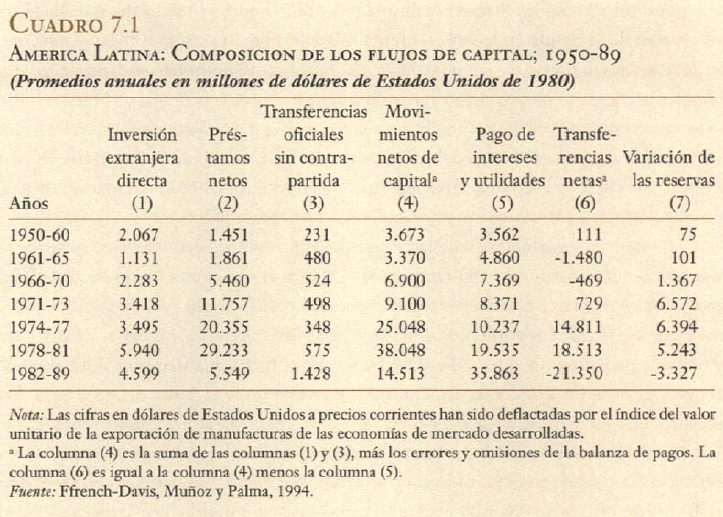 CUADRO 7.1
AMERICA LATINA: COMPOSICION DE LOS FLUJOS DE CAPITAL; 1950-89
(Promedios anuales en millones de dólares de Estados Unidos de 1980)
Transferencias Movi-
Inversión Prés- oficiales mientos Pago de Transfe-
extranjera tamos sin contra- netos de intereses rencias Variación de
directa netos partida capitalª y utilidades netasª las reservas
Años (1) (2) (3) (4) (5) (6) (7)
1950-60 2.067 1.451 231 3.673 3.562 111 75
1961-65 1.131 1.861 480 3.370 4.860 -1.480 101
1966-70 2.283 5.460 524 6.900 7.369 -469 1.367
1971-73 3.418 11.757 498 9.100 8.371 729 6.572
1974-77 3.495 20.355 348 25.048 10.237 14.811 6.394
1978-81 5.940 29.233 575 38.048 19.535 18.513 5.243
1982-89 4.599 5.549 1.428 14.513 35.863 -21.350 -3.327
Nota: Las cifras en dólares de Estados Unidos a precios corrientes han sido deflactadas por el índice del valor
unitario de la exportación de manufacturas de las economías de mercado desarrolladas.
ª La columna (4) es la suma de las columnas (1) y (3), más los errores y omisiones de la balanza de pagos. La
columna (6) es igual a la columna (4) menos la columna (5).
Fuente: Ffrench-Davis, Muñoz y Palma, 1994.